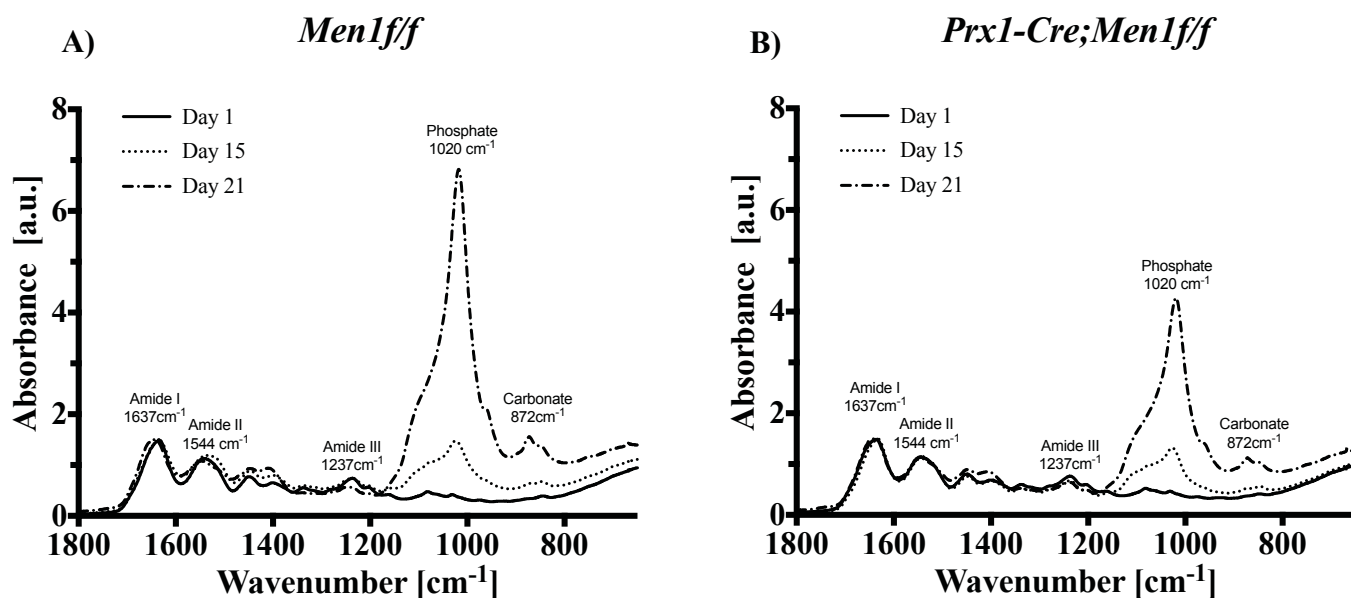 A)
Men1f/f
Day 1
Day 15
Day 21
Absorbance [a.u.]
8
6
4
2
0
Amide I
1637cm-1
Amide II
1544 cm-1
Amide III
1237cm-1
Phosphate
1020 cm-1
Carbonate
872cm-1
1800 1600 1400 1200 1000 800
Wavenumber [cm-1]
B)
Prx1-Cre;Men1f/f
Day 1
Day 15
Day 21
Absorbance [a.u.]
8
6
4
2
0
Amide I
1637cm-1
Amide II
1544 cm-1
Amide III
1237cm-1
Phosphate
1020 cm-1
Carbonate
872cm-1
1800 1600 1400 1200 1000 800
Wavenumber [cm-1]